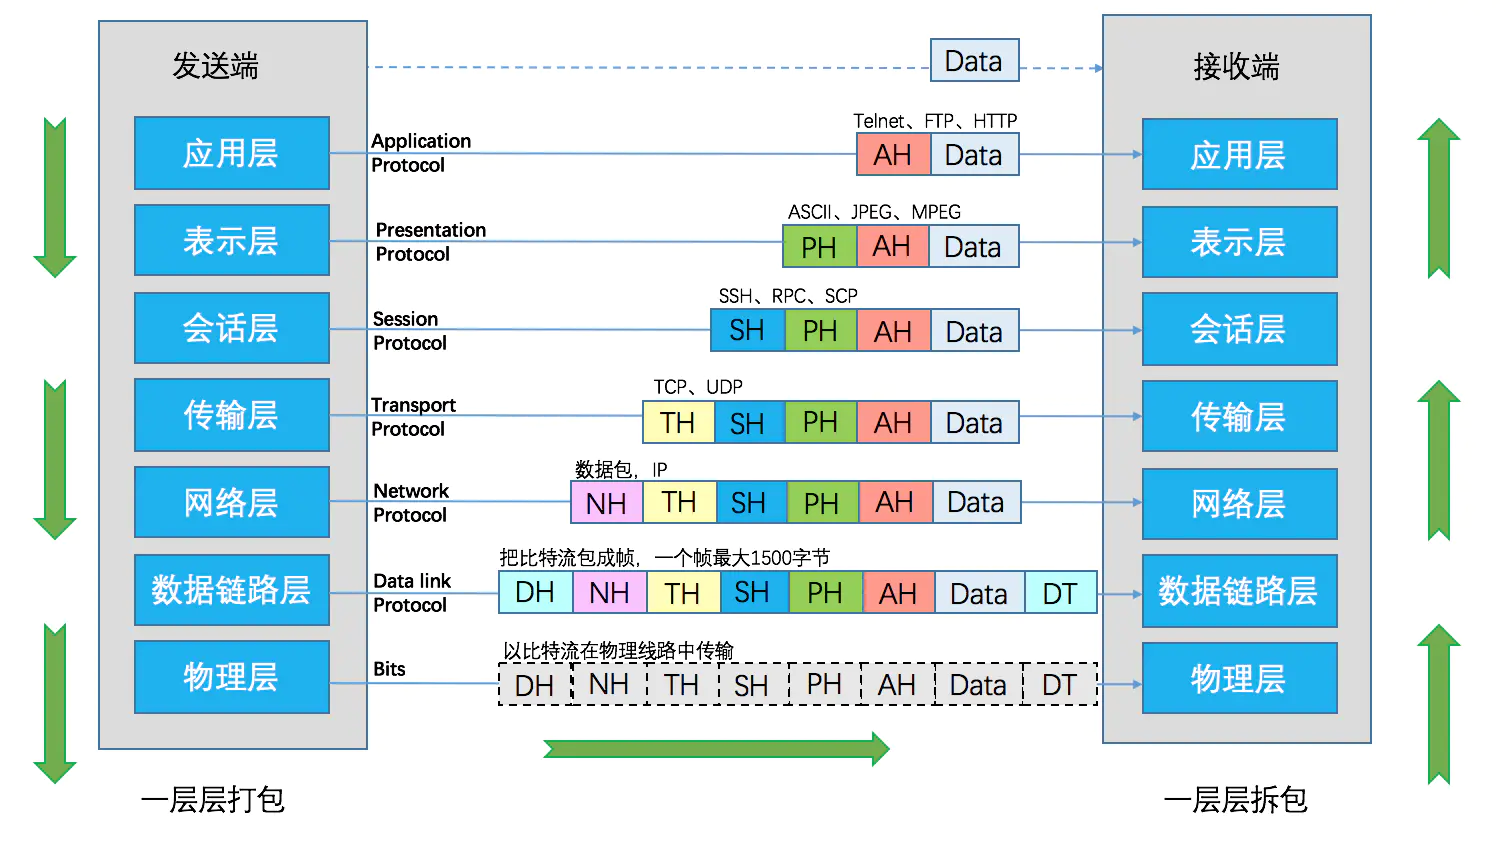 发送端
Data
接收端
Telnet、FTP、HTTP
应用层
Application
Protocol
AH
Data
应用层
ASCII、JPEG、MPEG
表示层
Presentation
Protocol
PH
AH
Data
表示层
SSH、RPC、SCP
会话层
Session
Protocol
SH
PH
AH
Data
会话层
TCP、UDP
传输层
Transport
Protocol
TH
SH
PH
AH
Data
传输层
数据包，IP
网络层
Network
Protocol
NH
TH
SH
PH
AH
Data
网络层
把比特流包成帧，一个帧最大1500字节
数据链路层
Data link
Protocol
DH
NH
TH
SH
PH
AH
Data
DT
数据链路层
以比特流在物理线路中传输
物理层
Bits
DH
NH
TH
SH
PH
AH
Data
DT
物理层
一层层打包
一层层拆包